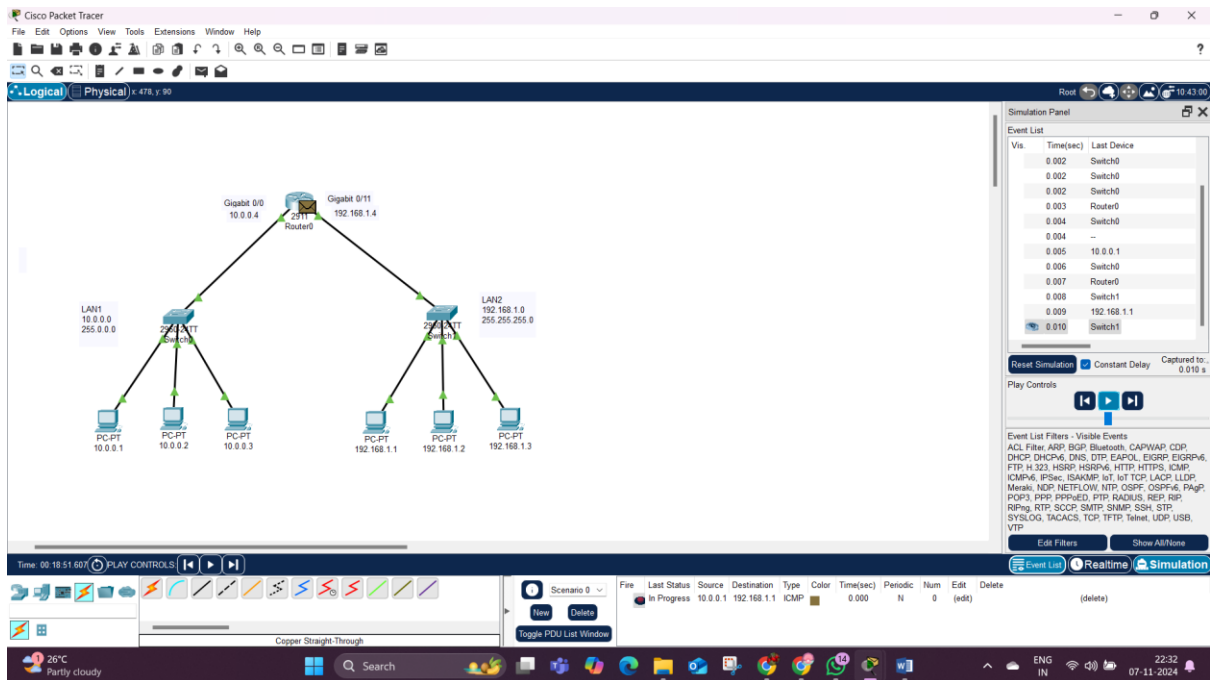 Cisco Packet Tracer
File Edit Options View Tools Extensions Window Help
?
Logical Physical x: 478, y: 90 Root 10:43:00
Simulation Panel
Event List
Vis. Time(sec) Last Device
0.002 Switch0
0.002 Switch0
0.002 Switch0
0.003 Router0
0.004 Switch0
0.004 --
0.005 10.0.0.1
0.006 Switch0
0.007 Router0
0.008 Switch1
0.009 192.168.1.1
0.010 Switch1
Reset Simulation Constant Delay Captured to:
0.010 s
Play Controls
Event List Filters - Visible Events
ACL Filter, ARP, BGP, Bluetooth, CAPWAP, CDP,
DHCP, DHCPv6, DNS, DTP, EAPOL, EIGRP, EIGRPv6,
FTP, H.323, HSRP, HSRPv6, HTTP, HTTPS, ICMP,
ICMPv6, IPSec, ISAKMP, IoT, IoT TCP, LACP, LLDP,
Meraki, NDP, NETFLOW, NTP, OSPF, OSPFv6, PAgP,
POP3, PPP, PPPoED, PTP, RADIUS, REP, RIP,
RIPng, RTP, SCCP, SMTP, SNMP, SSH, STP,
SYSLOG, TACACS, TCP, TFTP, Telnet, UDP, USB,
VTP
Edit Filters Show All/None
Gigabit 0/0
10.0.0.4
2911
Router0
Gigabit 0/11
192.168.1.4
LAN1
10.0.0.0
255.0.0.0
2950-24TT
Switch0
LAN2
192.168.1.0
255.255.255.0
2950-24TT
Switch1
PC-PT
10.0.0.1
PC-PT
10.0.0.2
PC-PT
10.0.0.3
PC-PT
192.168.1.1
PC-PT
192.168.1.2
PC-PT
192.168.1.3
Time: 00:18:51.607 PLAY CONTROLS: Event List Realtime Simulation
Copper Straight-Through
Scenario 0
New Delete
Toggle PDU List Window
Fire Last Status Source Destination Type Color Time(sec) Periodic Num Edit Delete
In Progress 10.0.0.1 192.168.1.1 ICMP 0.000 N 0 (edit) (delete)
1
26°C
Partly cloudy
Search
14
ENG
IN
22:32
07-11-2024